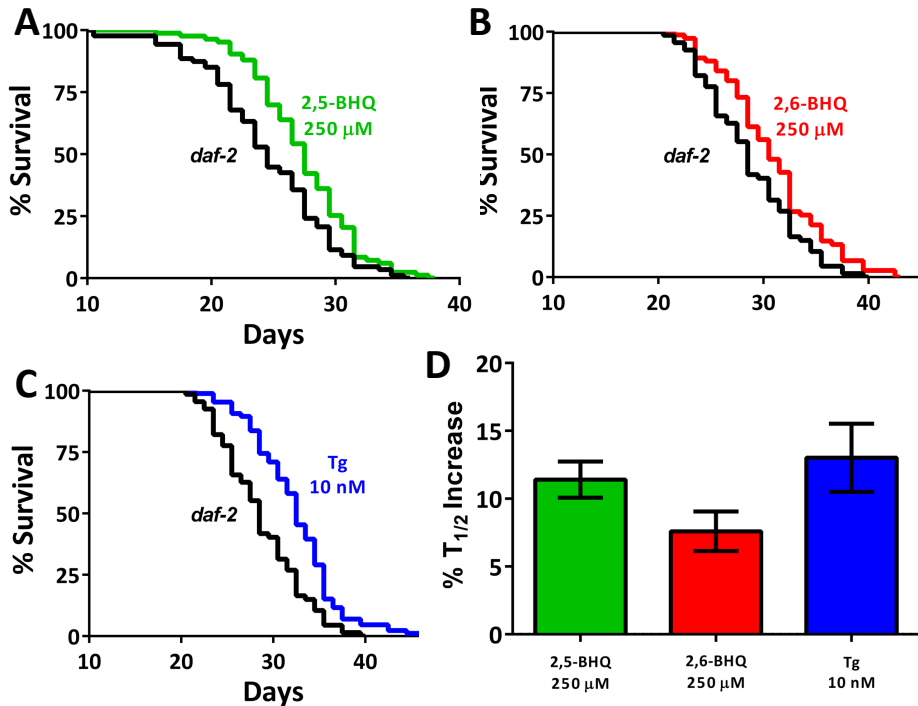 A
100
75
50
25
0
% Survival
2,5-BHQ
250 μM
daf-2
10 20 30 40
Days
B
100
75
50
25
0
% Survival
2,6-BHQ
250 μM
daf-2
10 20 30 40
C
100
75
50
25
0
% Survival
Tg
10 nM
daf-2
10 20 30 40
Days
D
20
15
10
5
0
% T1/2 Increase
2,5-BHQ
250 μM
2,6-BHQ
250 μM
Tg
10 nM